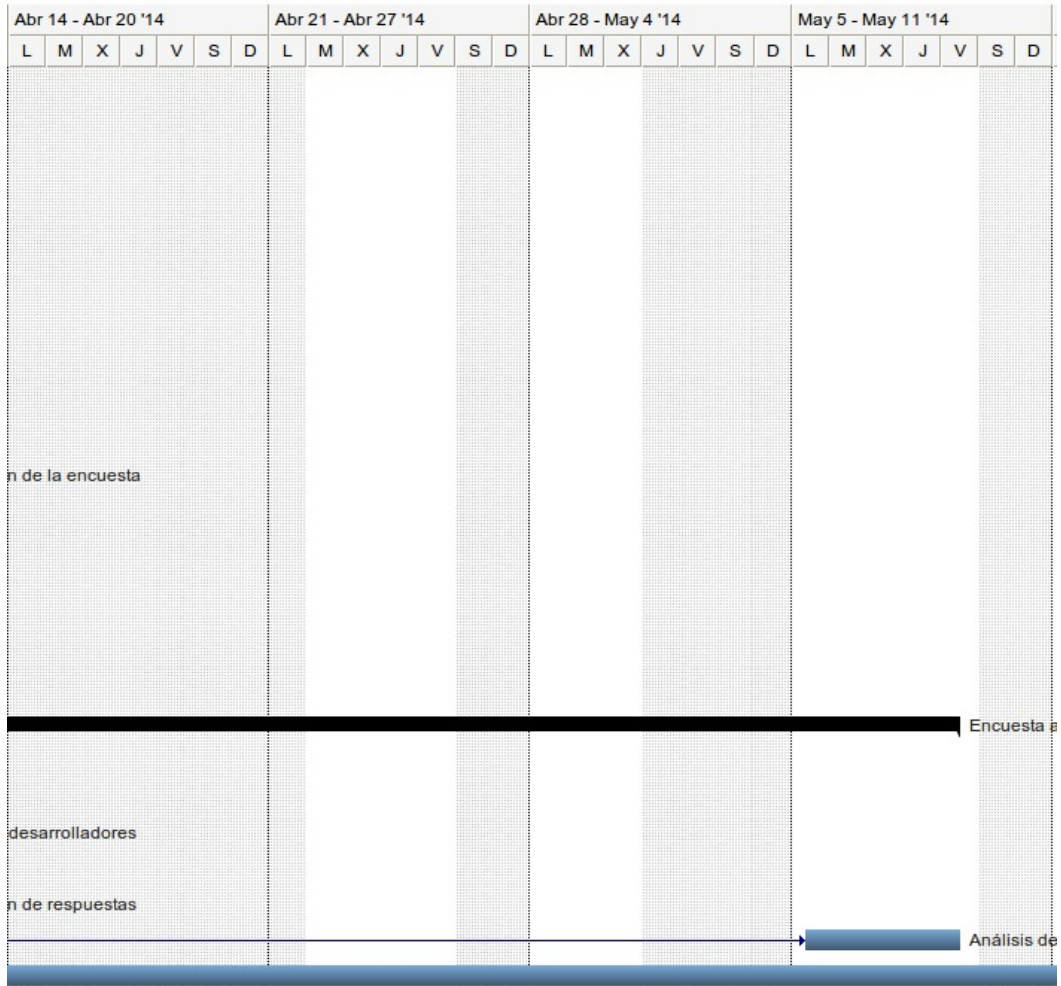 Abr 14 - Abr 20 '14 Abr 21 - Abr 27 '14 Abr 28 - May 4 '14 May 5 - May 11 '14
L M X J V S D L M X J V S D L M X J V S D L M X J V S D
n de la encuesta
Encuesta a
desarrolladores
n de respuestas
Análisis de